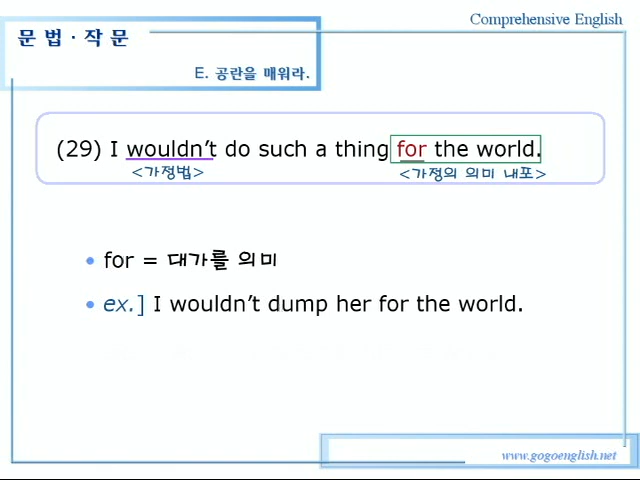 Comprehensive English
문 법 · 작 문
E. 공란을 매워라.
(29) I wouldn't do such a thing for the world.
<가정법> <가정의 의미 내포>
• for = 대가를 의미
• ex.] I wouldn't dump her for the world.
www.gogoenglish.net